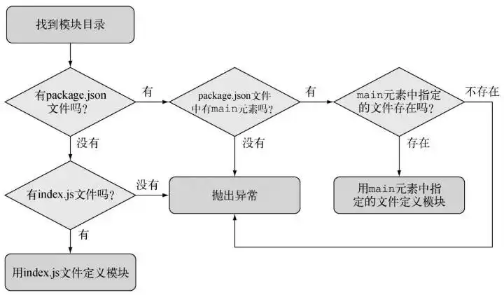 找到模块目录
有package.json
文件吗?
有
package.json文件
中有main元素吗?
有
main元素中指定
的文件存在吗?
不存在
没有
没有
存在
有index.js文件吗?
没有
抛出异常
用main元素中指
定的文件定义模块
有
用index.js文件定义模块